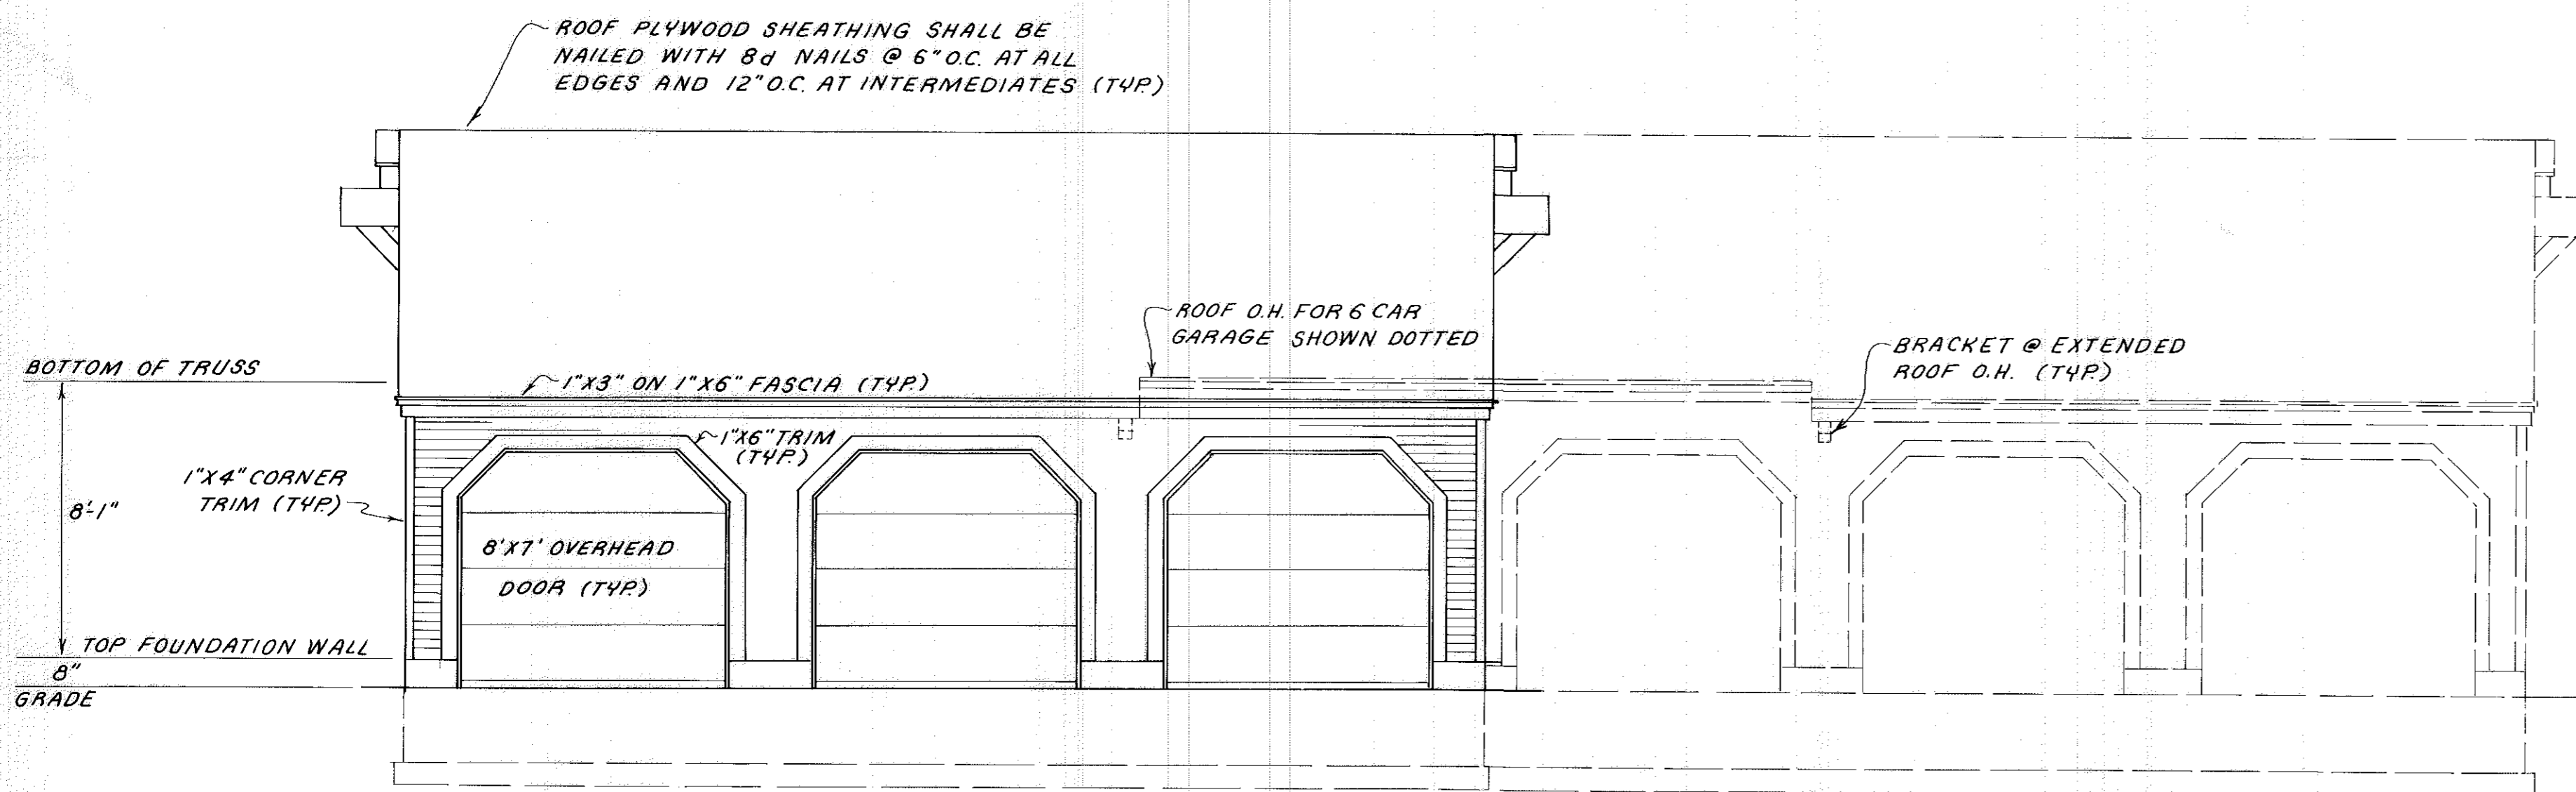 ROOF PLYWOOD SHEATHING SHALL BE
NAILED WITH 8d NAILS @ 6" O.C. AT ALL
EDGES AND 12" O.C. AT INTERMEDIATES (TYP.)
ROOF O.H. FOR 6 CAR
GARAGE SHOWN DOTTED
BRACKET @ EXTENDED
ROOF O.H. (TYP.)
BOTTOM OF TRUSS
1"X3" ON 1"X6" FASCIA (TYP.)
1"X6" TRIM
(TYP.)
1"X4" CORNER
TRIM (TYP.)
8'-1"
8'X7' OVERHEAD
DOOR (TYP.)
TOP FOUNDATION WALL
8"
GRADE